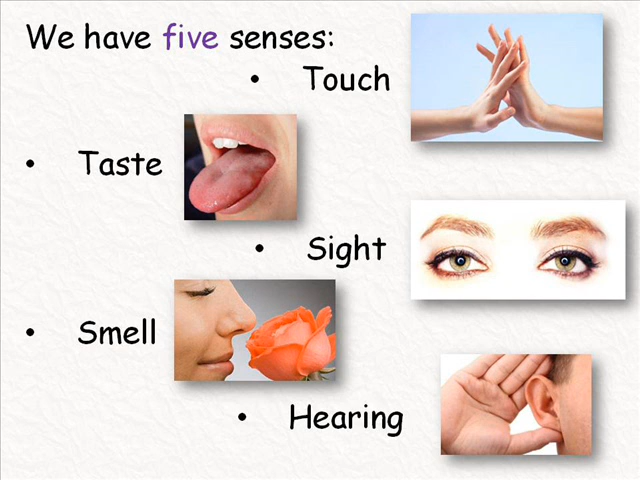 We have five senses:
• Touch
• Taste
• Sight
• Smell
• Hearing